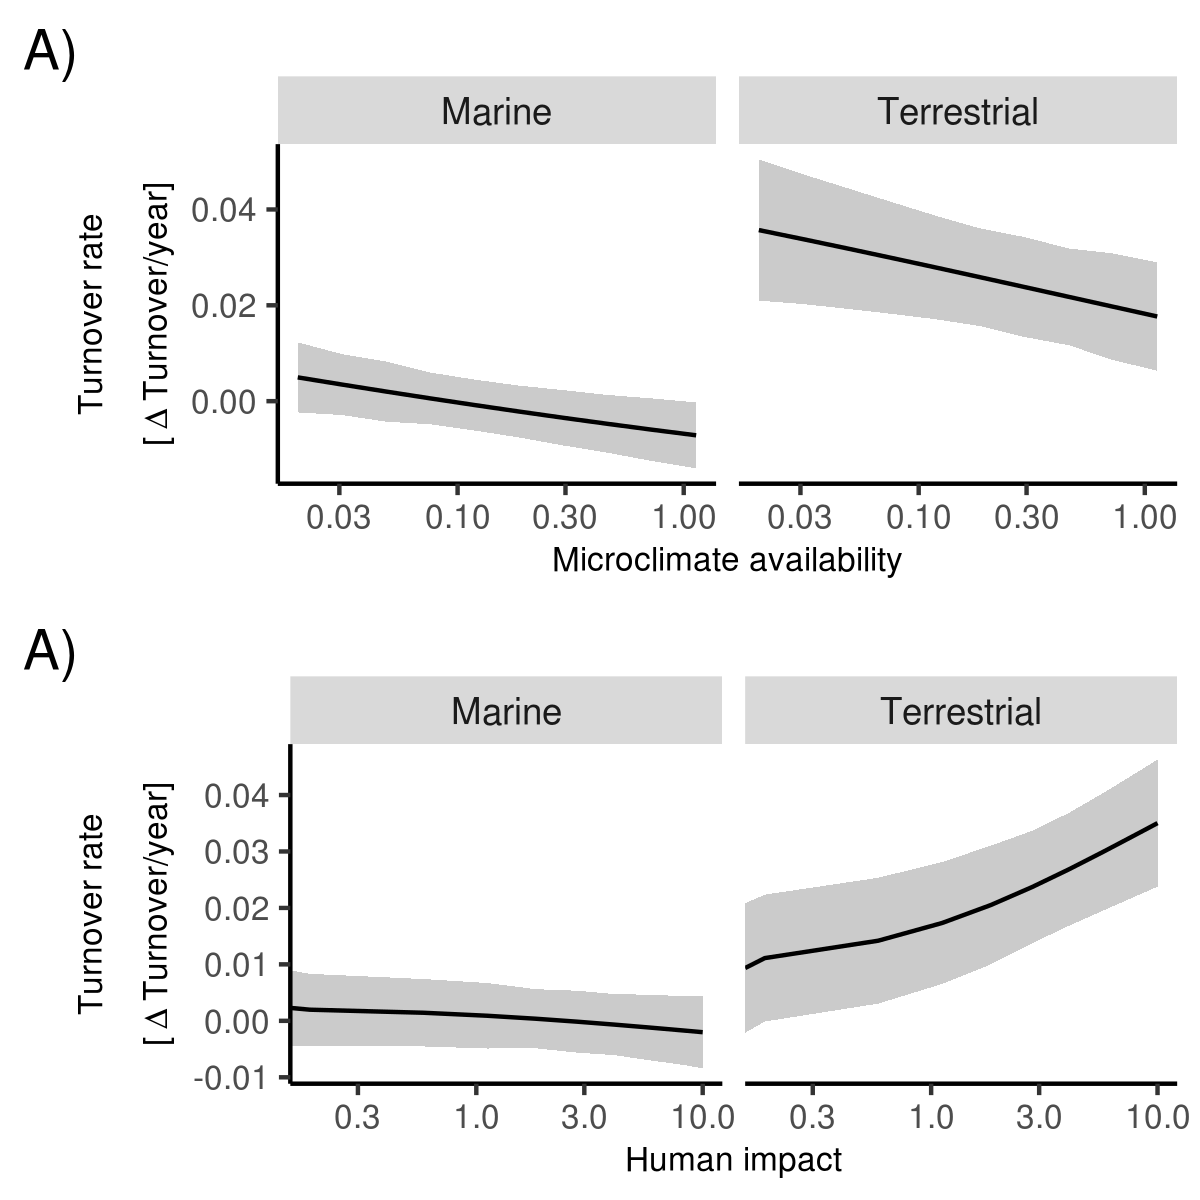 A)
Marine
Terrestrial
Turnover rate
[ Δ Turnover/year]
0.04
0.02
0.00
0.03 0.10 0.30 1.00
0.03 0.10 0.30 1.00
Microclimate availability
A)
Marine
Terrestrial
Turnover rate
[ Δ Turnover/year]
0.04
0.03
0.02
0.01
0.00
-0.01
0.3 1.0 3.0 10.0
0.3 1.0 3.0 10.0
Human impact